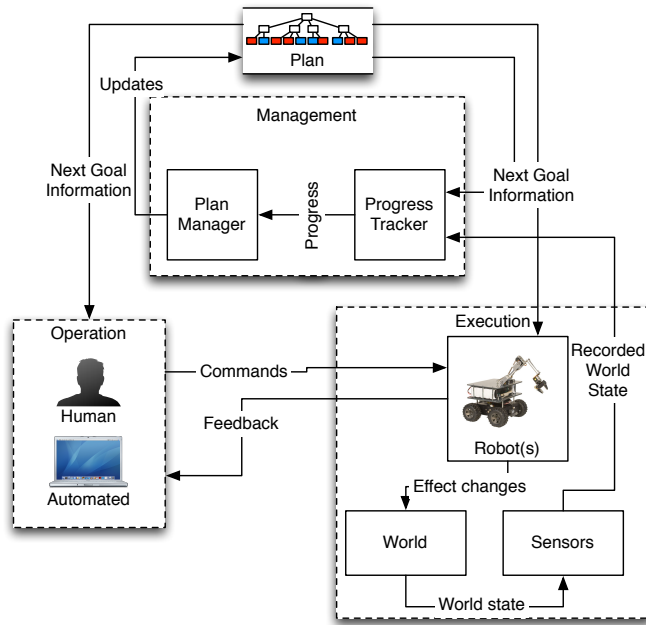 Plan
Updates
Management
Next Goal
Information
Plan
Manager
Progress
Progress
Tracker
Next Goal
Information
Operation
Human
Automated
Commands
Feedback
Execution
Recorded
World
State
Robot(s)
Effect changes
World
Sensors
World state